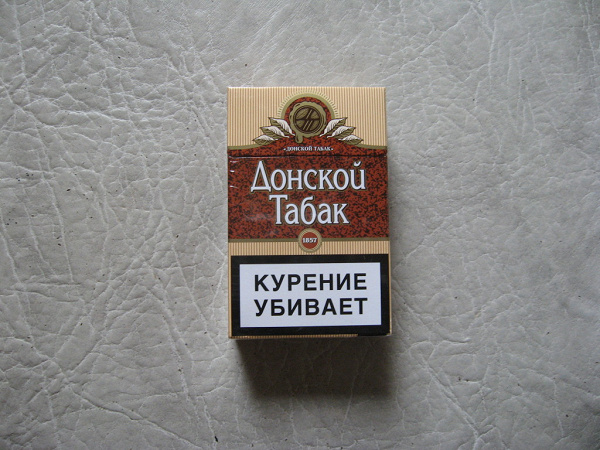 «ДОНСКОЙ ТАБАК»
Донской
Табак
1857
КУРЕНИЕ
УБИВАЕТ